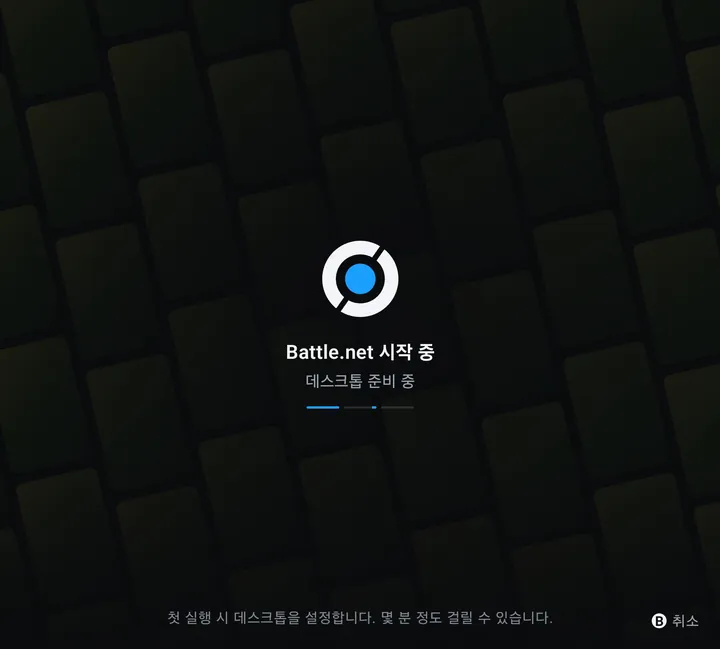 Battle.net 시작 중
데스크톱 준비 중
첫 실행 시 데스크톱을 설정합니다. 몇 분 정도 걸릴 수 있습니다.
B 취소